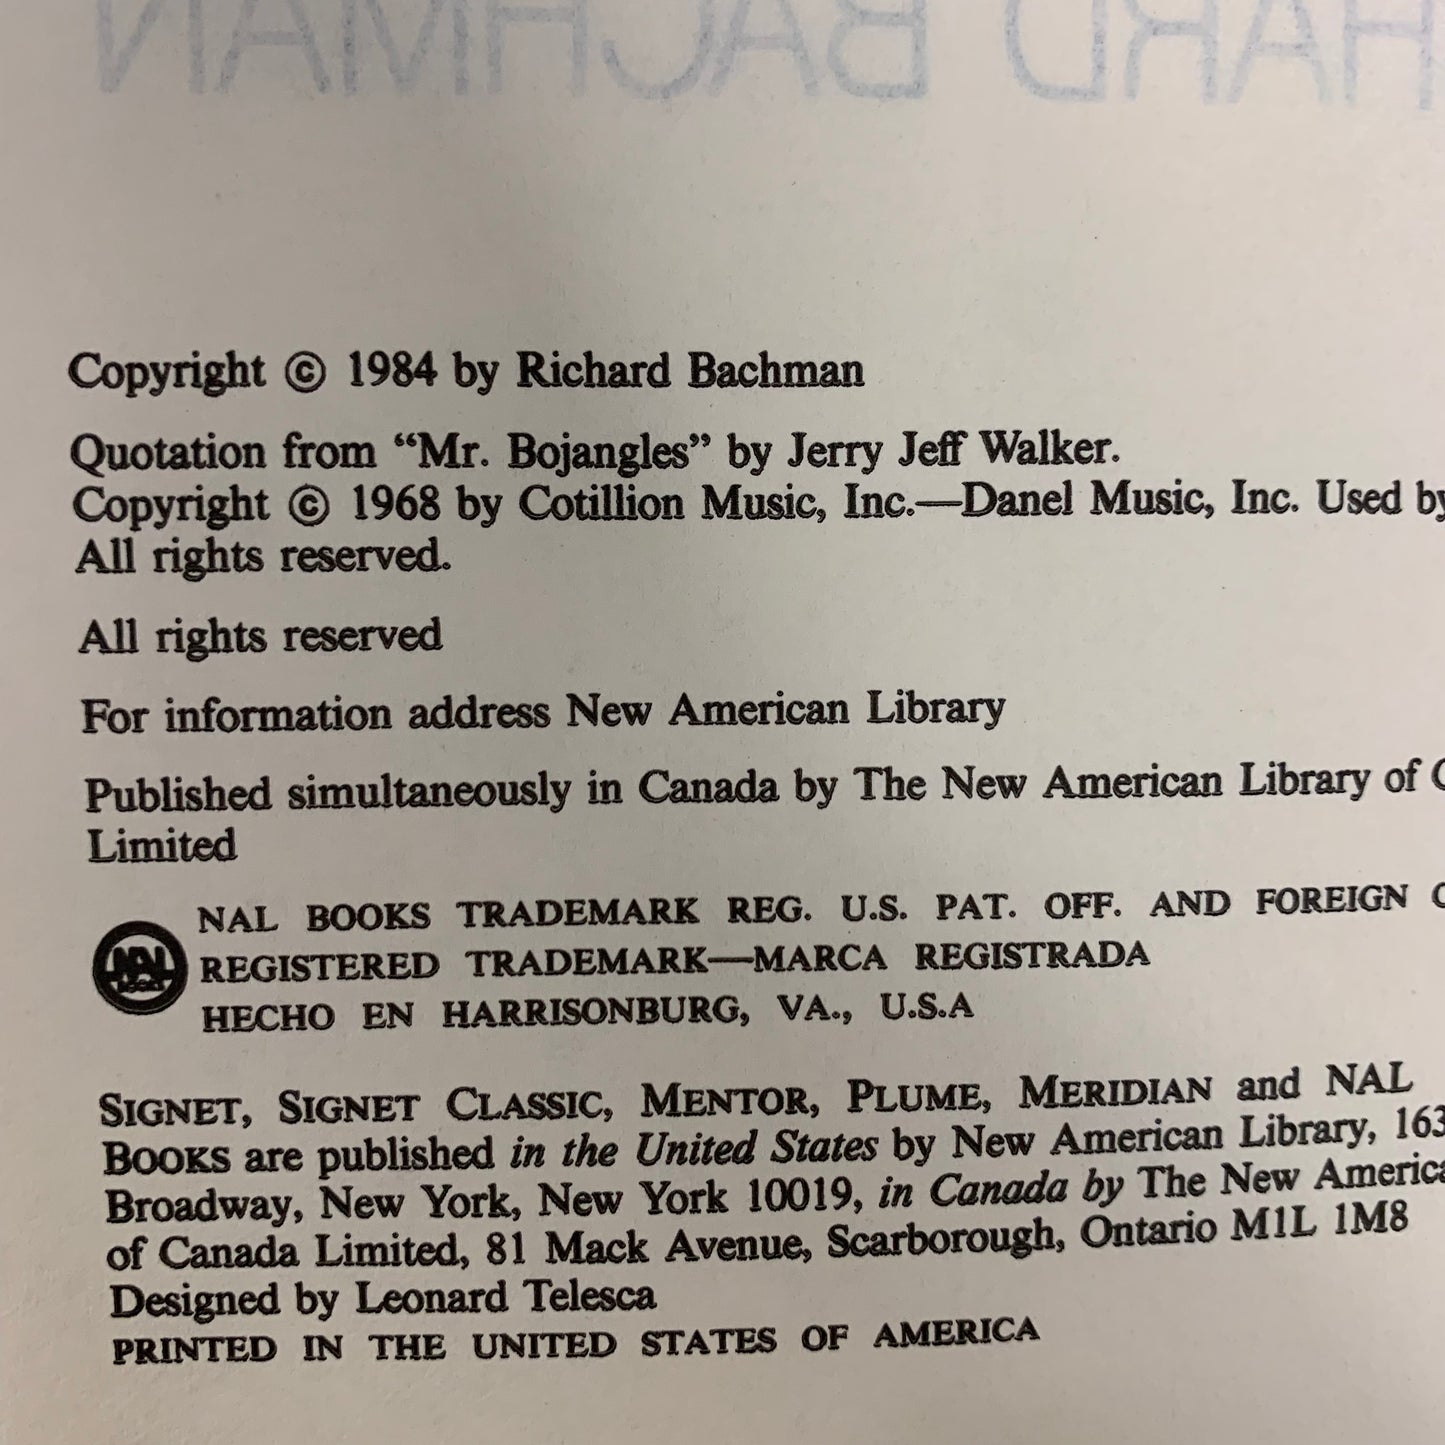 HARD BACHMAN
Copyright © 1984 by Richard Bachman
Quotation from “Mr. Bojangles” by Jerry Jeff Walker.
Copyright © 1968 by Cotillion Music, Inc.—Danel Music, Inc. Used by
All rights reserved.
All rights reserved
For information address New American Library
Published simultaneously in Canada by The New American Library of
Limited
NAL BOOKS TRADEMARK REG. U.S. PAT. OFF. AND FOREIGN
REGISTERED TRADEMARK—MARCA REGISTRADA
HECHO EN HARRISONBURG, VA., U.S.A
NAL
SIGNET, SIGNET CLASSIC, MENTOR, PLUME, MERIDIAN and NAL
BOOKS are published in the United States by New American Library, 163
Broadway, New York, New York 10019, in Canada by The New America
of Canada Limited, 81 Mack Avenue, Scarborough, Ontario M1L 1M8
Designed by Leonard Telesca
PRINTED IN THE UNITED STATES OF AMERICA